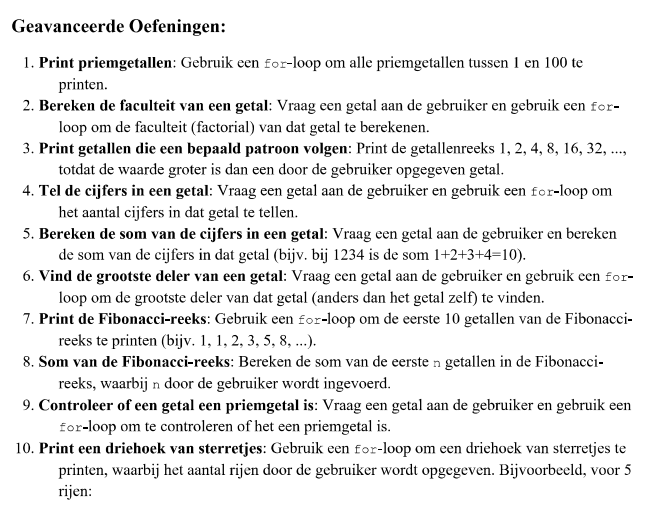 Geavanceerde Oefeningen:
1. Print priemgetallen: Gebruik een for-loop om alle priemgetallen tussen 1 en 100 te
printen.
2. Bereken de faculteit van een getal: Vraag een getal aan de gebruiker en gebruik een for-
loop om de faculteit (factorial) van dat getal te berekenen.
3. Print getallen die een bepaald patroon volgen: Print de getallenreeks 1, 2, 4, 8, 16, 32, ...,
totdat de waarde groter is dan een door de gebruiker opgegeven getal.
4. Tel de cijfers in een getal: Vraag een getal aan de gebruiker en gebruik een for-loop om
het aantal cijfers in dat getal te tellen.
5. Bereken de som van de cijfers in een getal: Vraag een getal aan de gebruiker en bereken
de som van de cijfers in dat getal (bijv. bij 1234 is de som 1+2+3+4=10).
6. Vind de grootste deler van een getal: Vraag een getal aan de gebruiker en gebruik een for-
loop om de grootste deler van dat getal (anders dan het getal zelf) te vinden.
7. Print de Fibonacci-reeks: Gebruik een for-loop om de eerste 10 getallen van de Fibonacci-
reeks te printen (bijv. 1, 1, 2, 3, 5, 8, ...).
8. Som van de Fibonacci-reeks: Bereken de som van de eerste n getallen in de Fibonacci-
reeks, waarbij n door de gebruiker wordt ingevoerd.
9. Controleer of een getal een priemgetal is: Vraag een getal aan de gebruiker en gebruik een
for-loop om te controleren of het een priemgetal is.
10. Print een driehoek van sterretjes: Gebruik een for-loop om een driehoek van sterretjes te
printen, waarbij het aantal rijen door de gebruiker wordt opgegeven. Bijvoorbeeld, voor 5
rijen: